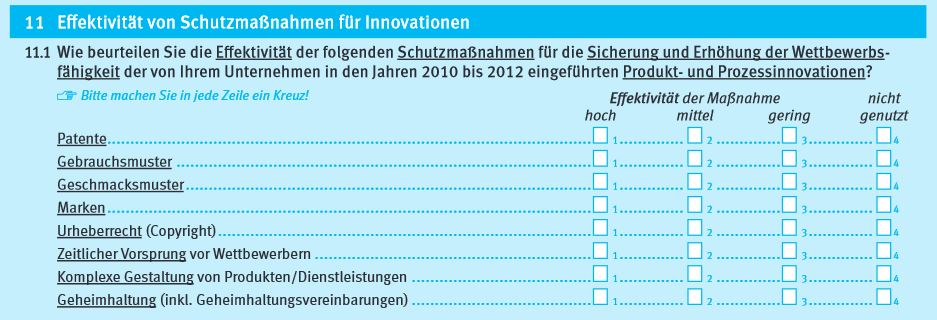 11 Effektivität von Schutzmaßnahmen für Innovationen
11.1 Wie beurteilen Sie die Effektivität der folgenden Schutzmaßnahmen für die Sicherung und Erhöhung der Wettbewerbs-
fähigkeit der von Ihrem Unternehmen in den Jahren 2010 bis 2012 eingeführten Produkt- und Prozessinnovationen?
Bitte machen Sie in jede Zeile ein Kreuz!
Effektivität der Maßnahme nicht
hoch mittel gering genutzt
Patente 1 2 3 4
Gebrauchsmuster 1 2 3 4
Geschmacksmuster 1 2 3 4
Marken 1 2 3 4
Urheberrecht (Copyright) 1 2 3 4
Zeitlicher Vorsprung vor Wettbewerbern 1 2 3 4
Komplexe Gestaltung von Produkten/Dienstleistungen 1 2 3 4
Geheimhaltung (inkl. Geheimhaltungsvereinbarungen) 1 2 3 4